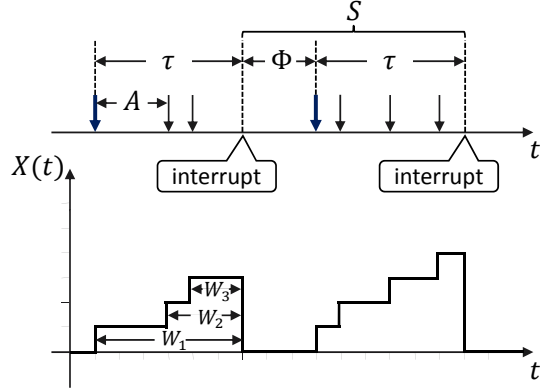 S
τ Φ τ
A
t
interrupt interrupt
X(t)
W₃
W₂
W₁
t